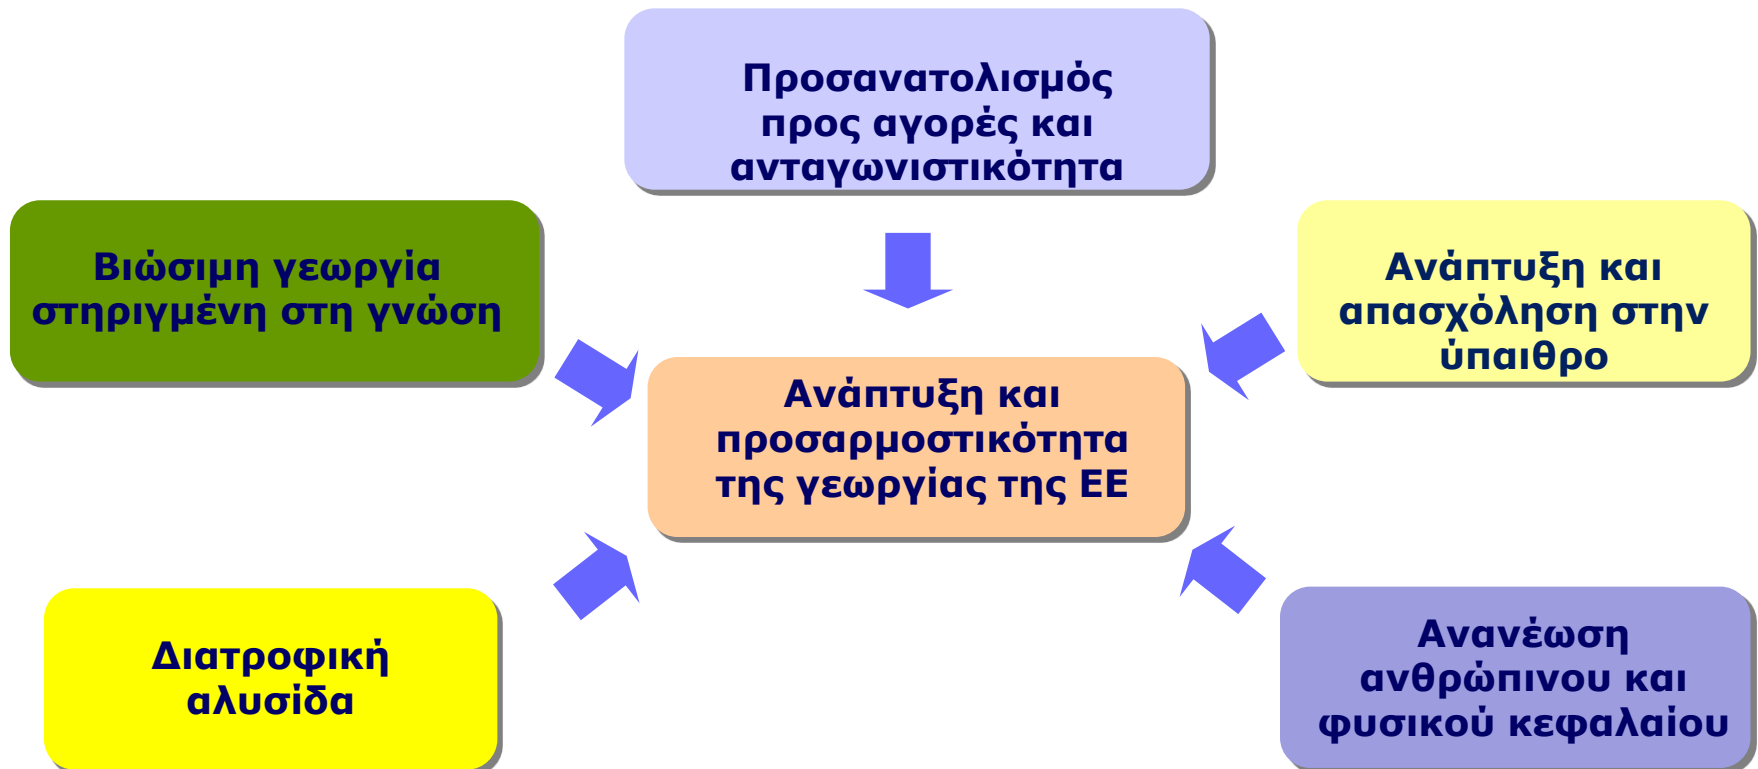 Προσανατολισμός
προς αγορές και
ανταγωνιστικότητα
Βιώσιμη γεωργία
στηριγμένη στη γνώση
Ανάπτυξη και
απασχόληση στην
ύπαιθρο
Ανάπτυξη και
προσαρμοστικότητα
της γεωργίας της ΕΕ
Διατροφική
αλυσίδα
Ανανέωση
ανθρώπινου και
φυσικού κεφαλαίου